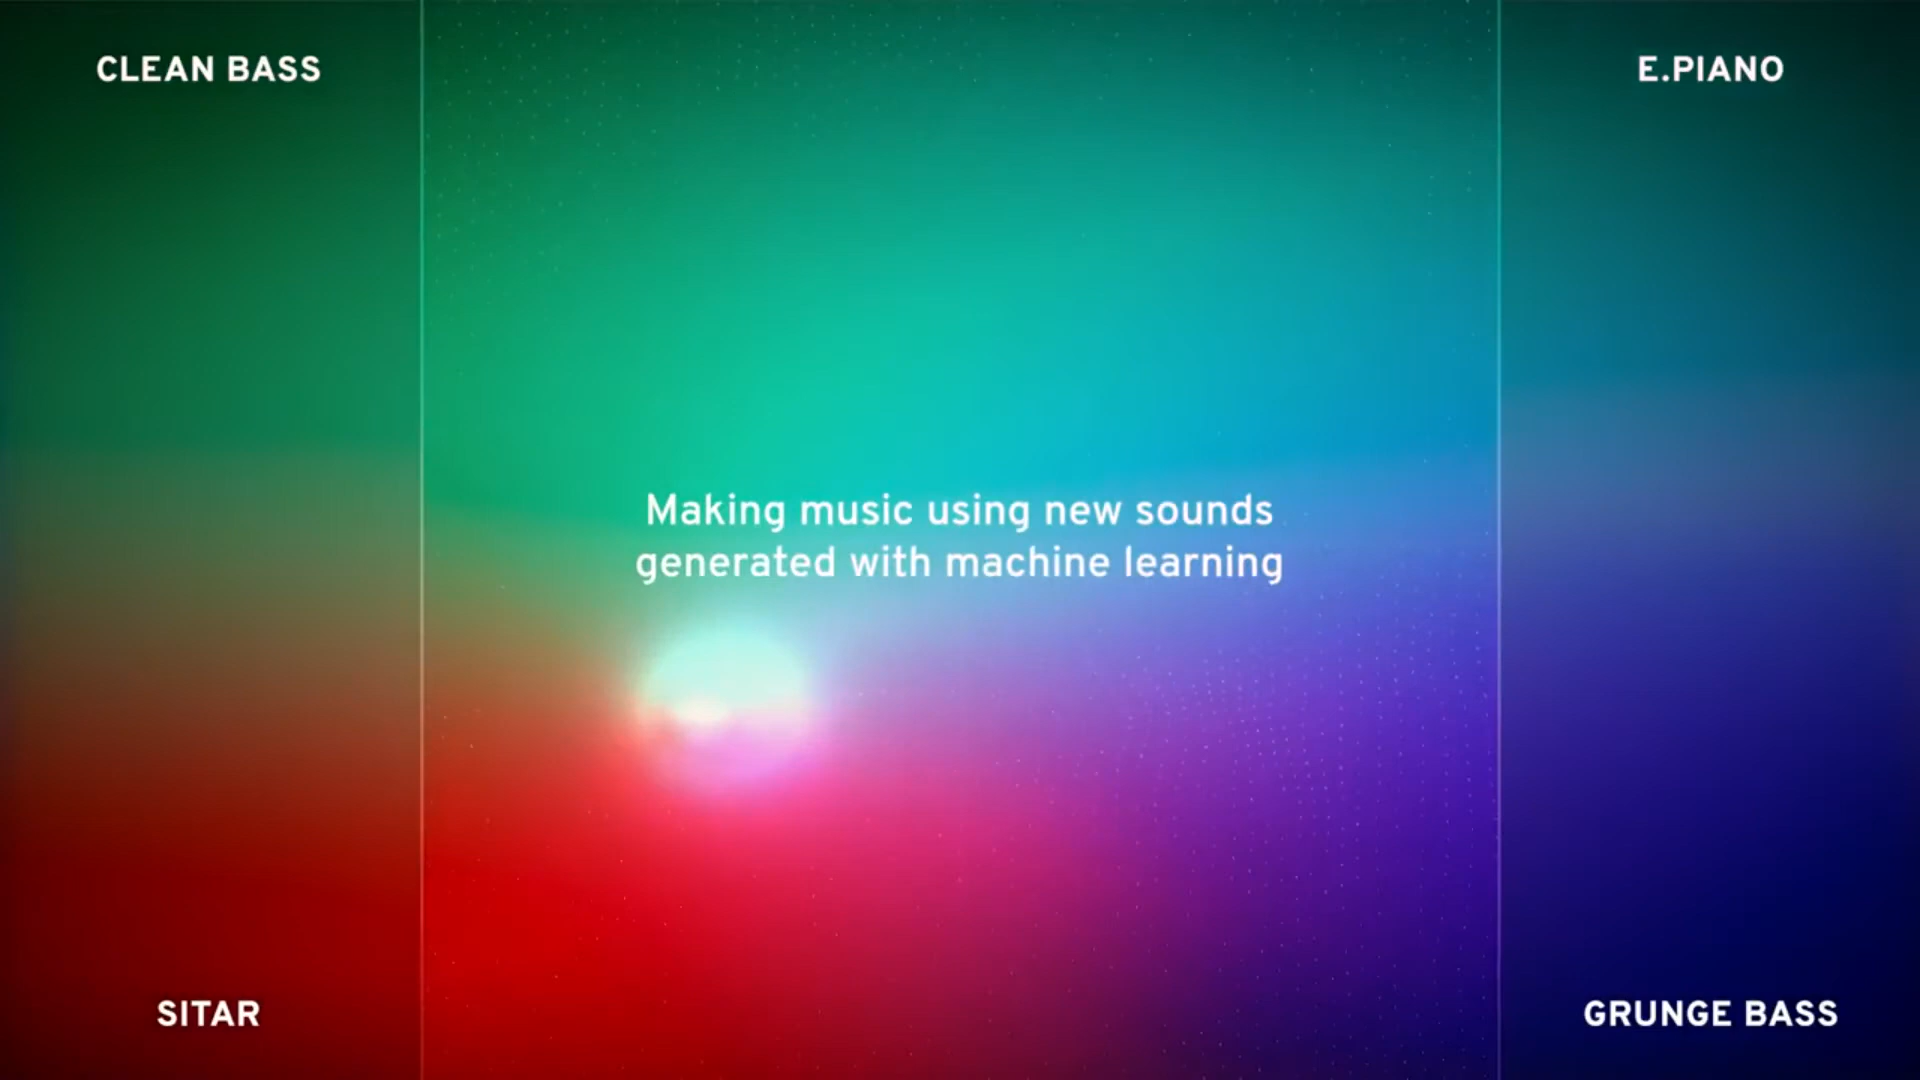 CLEAN BASS
E.PIANO
Making music using new sounds
generated with machine learning
SITAR
GRUNGE BASS